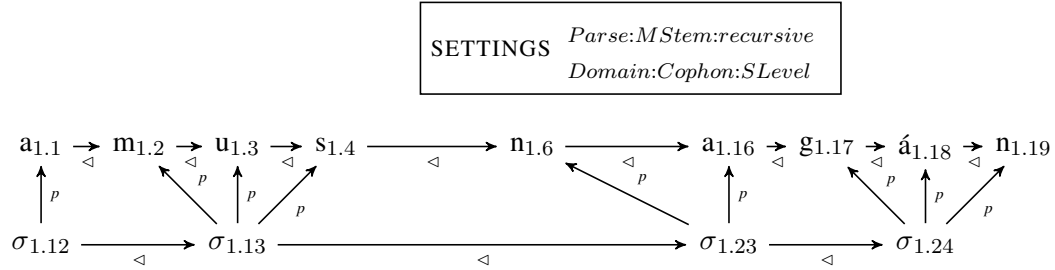 SETTINGS Parse:MStem:recursive
Domain:Cophon:SLevel
a1.1 ◁ m1.2 ◁ u1.3 ◁ s1.4 ◁ n1.6 ◁ a1.16 ◁ g1.17 ◁ á1.18 ◁ n1.19
p p p p p p p p p
σ1.12 ◁ σ1.13 ◁ σ1.23 ◁ σ1.24